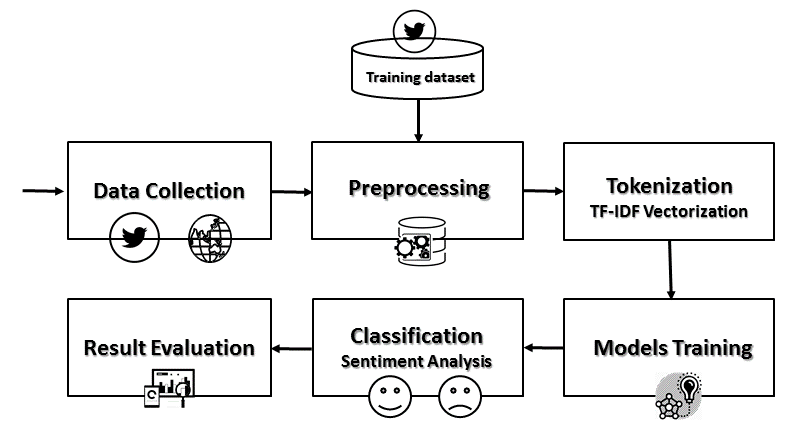 Training dataset
Data Collection
Preprocessing
Tokenization
TF-IDF Vectorization
Result Evaluation
Classification
Sentiment Analysis
Models Training